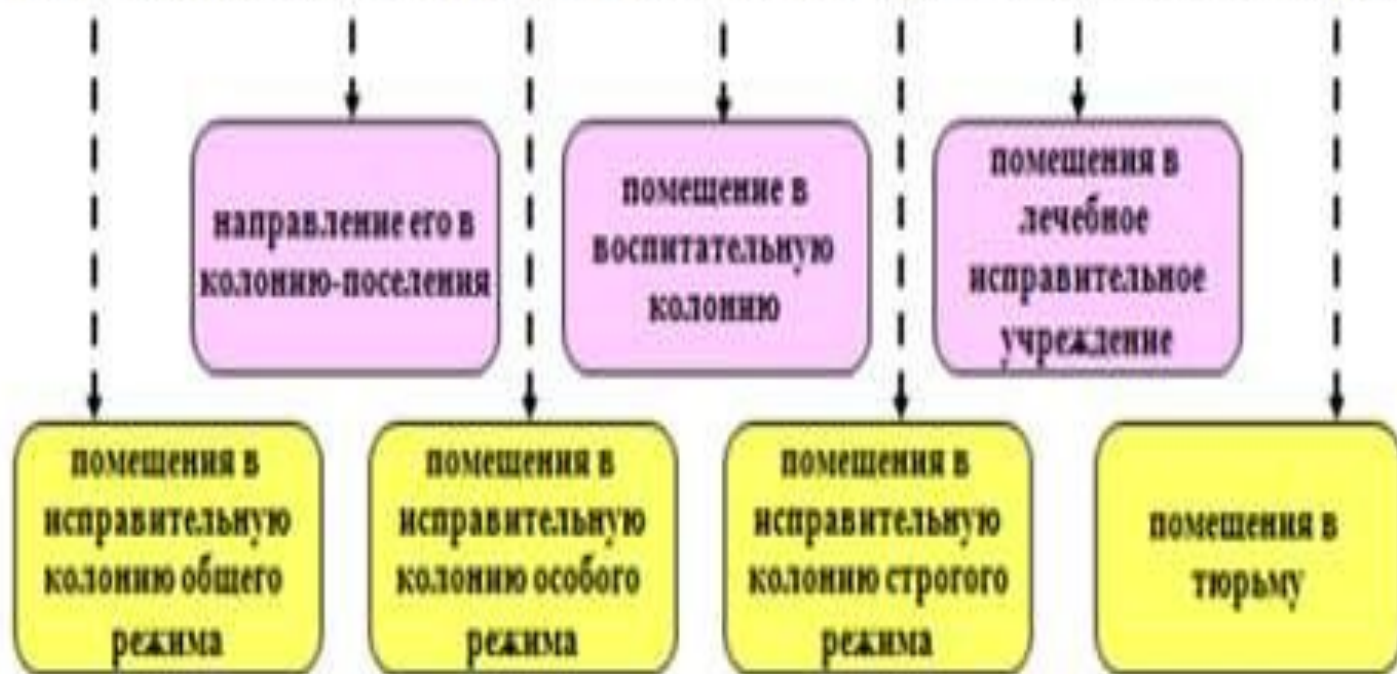 направление его в
колонию-поселения
помещение в
воспитательную
колонию
помещения в
лечебное
исправительное
учреждение
помещения в
исправительную
колонию общего
режима
помещения в
исправительную
колонию особого
режима
помещения в
исправительную
колонию строгого
режима
помещения в
тюрьму